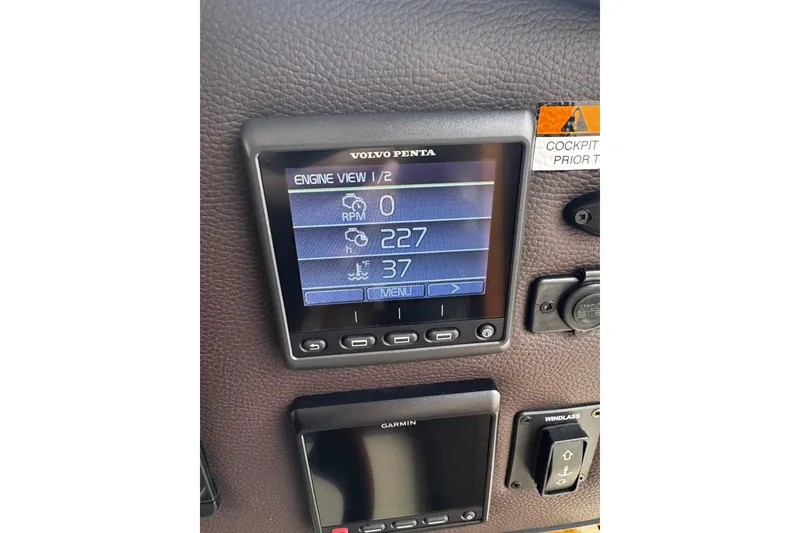 VOLVO PENTA
ENGINE VIEW 1/2
RPM 0
h 227
°F 37
MENU >
COCKPIT
PRIOR T
GARMIN
WINDLASS